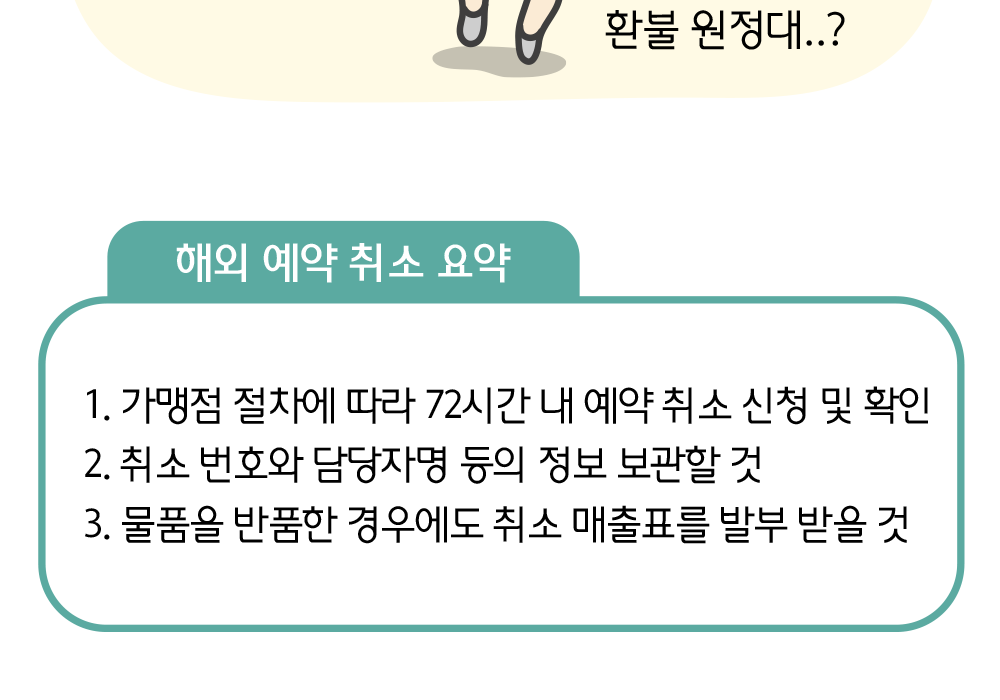 환불 원정대..?
해외 예약 취소 요약
1. 가맹점 절차에 따라 72시간 내 예약 취소 신청 및 확인
2. 취소 번호와 담당자명 등의 정보 보관할 것
3. 물품을 반품한 경우에도 취소 매출표를 발부 받을 것